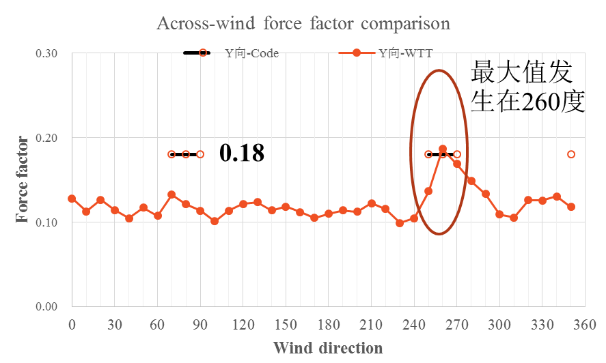 Across-wind force factor comparison
Y向-Code
Y向-WTT
最大值发
生在260度
0.18
Force factor
0.30
0.20
0.10
0.00
0 30 60 90 120 150 180 210 240 270 300 330 360
Wind direction